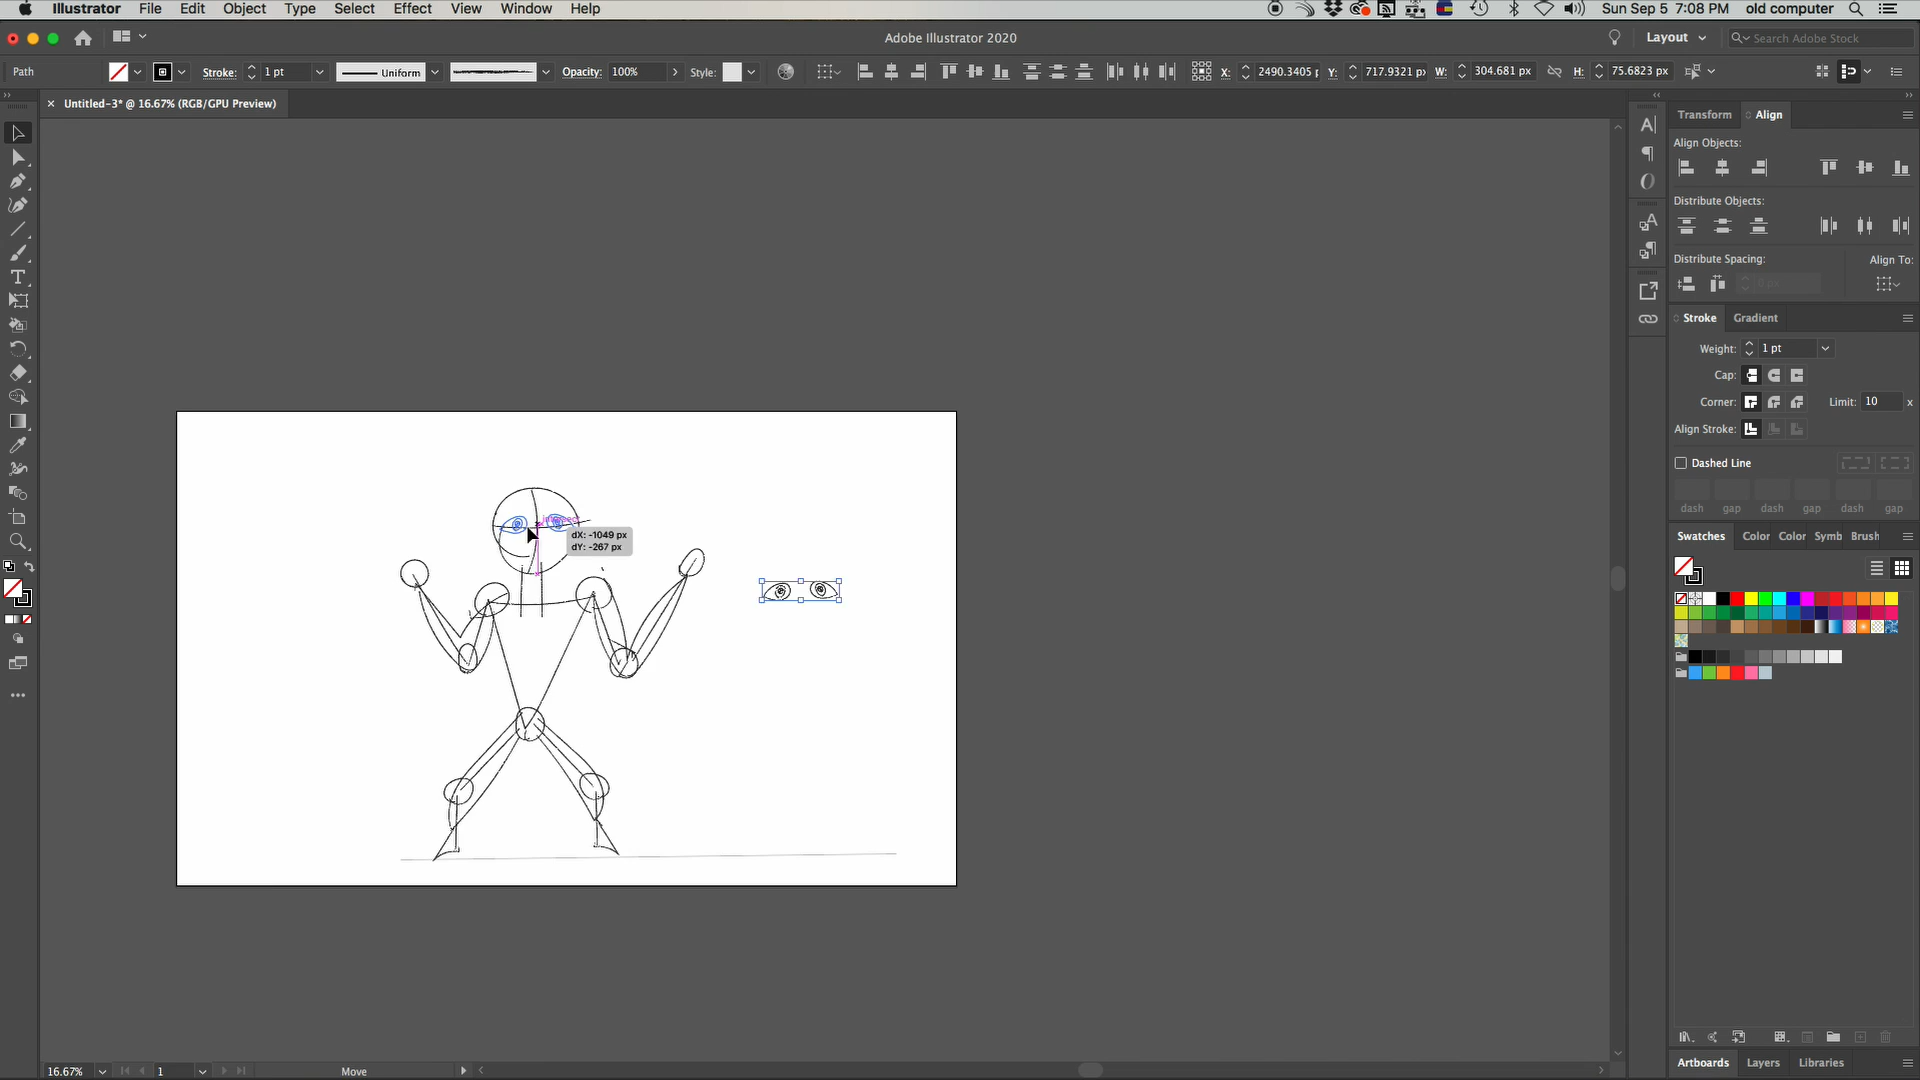 Illustrator File Edit Object Type Select Effect View Window Help Sun Sep 5 7:08 PM old computer
Adobe Illustrator 2020 Layout Search Adobe Stock
Path Stroke: 1 pt Uniform Opacity: 100% Style: X: 2490.3405 Y: 717.9321 px W: 304.681 px H: 75.6823 px
× Untitled-3* @ 16.67% (RGB/GPU Preview)
Transform Align
Align Objects:
Distribute Objects:
Distribute Spacing: Align To:
0 px
Stroke Gradient
Weight: 1 pt
Cap:
Corner: Limit: 10 x
Align Stroke:
Dashed Line
dash gap dash gap dash gap
Swatches Color Color Symb Brush
intersect
dX: -1049 px
dY: -267 px
16.67% 1 Move
Artboards Layers Libraries